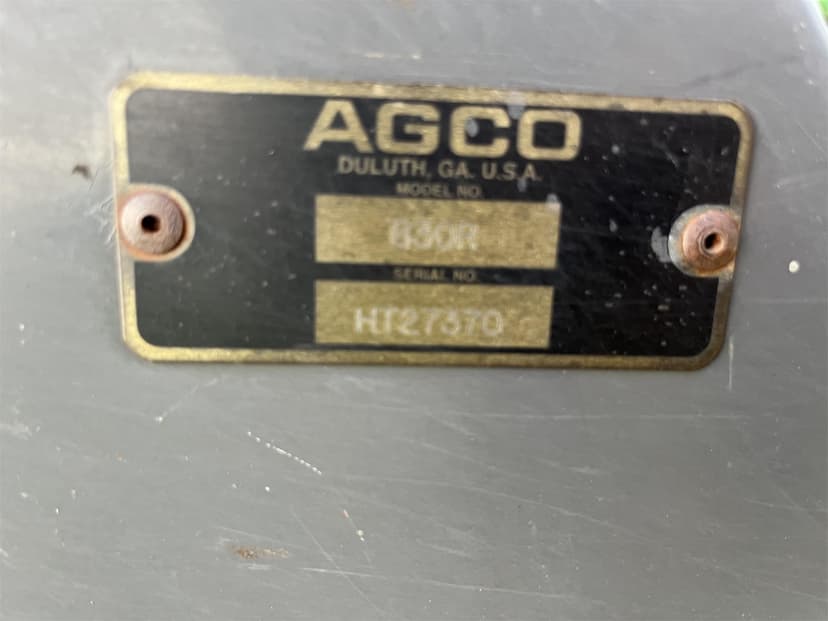 AGCO
DULUTH, GA. U.S.A.
MODEL NO.
630R
SERIAL NO.
HT27370